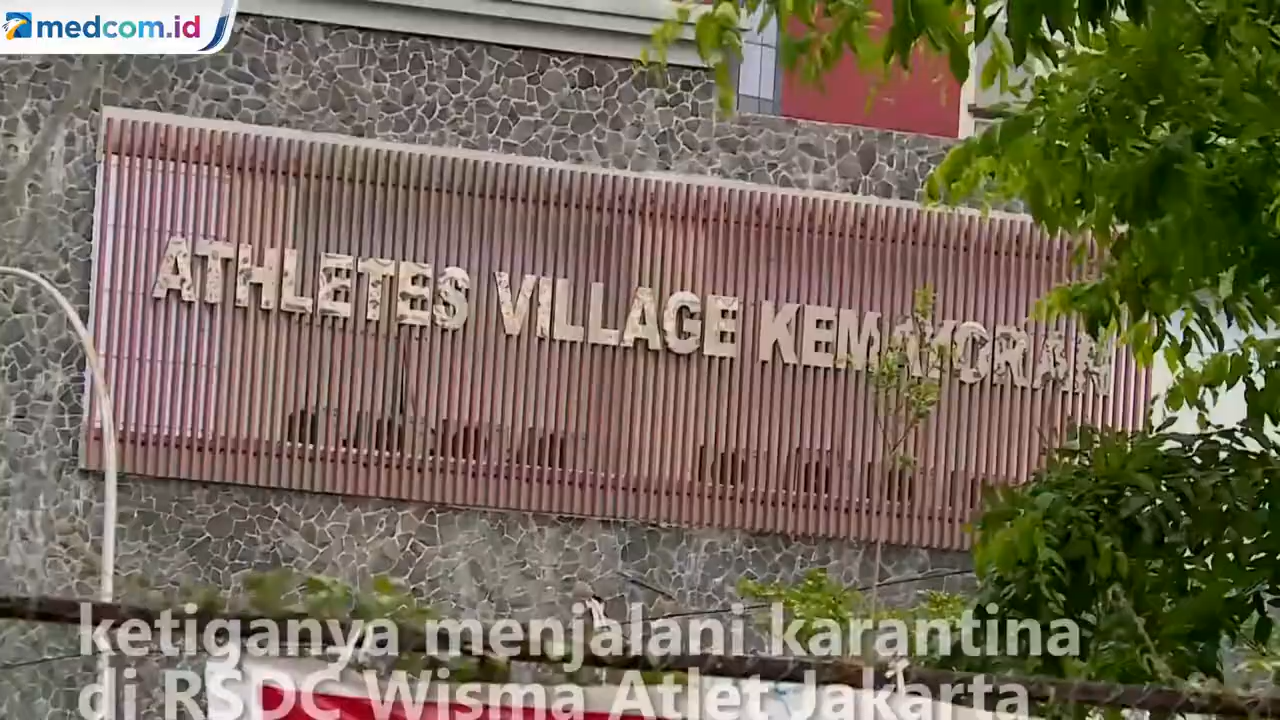 medcom.id
ATHLETES VILLAGE KEMAYORAN
ketiganya menjalani karantina
di RSDC Wisma Atlet Jakarta